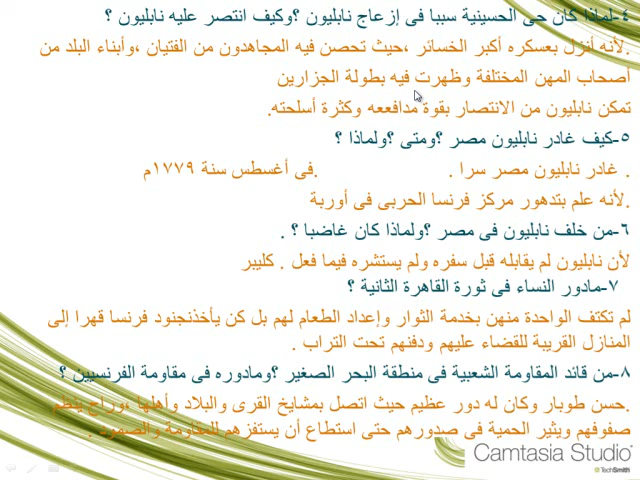 ٤-لماذا كان حى الحسينية سببا فى إزعاج نابليون ؟وكيف انتصر عليه نابليون ؟
.لأنه أنزل بعسكره أكبر الخسائر ،حيث تحصن فيه المجاهدون من الفتيان ،وأبناء البلد من
أصحاب المهن المختلفة وظهرت فيه بطولة الجزارين
تمكن نابليون من الانتصار بقوة مدافععه وكثرة أسلحته.
٥-كيف غادر نابليون مصر ؟ومتى ؟ولماذا ؟
. غادر نابليون مصر سرا . .فى أغسطس سنة ١٧٧٩م
.لأنه علم بتدهور مركز فرنسا الحربى فى أوربة
٦-من خلف نابليون فى مصر ؟ولماذا كان غاضبا ؟ .
لأن نابليون لم يقابله قبل سفره ولم يستشره فيما فعل . كليبر
٧-مادور النساء فى ثورة القاهرة الثانية ؟
لم تكتف الواحدة منهن بخدمة الثوار وإعداد الطعام لهم بل كن يأخذنجنود فرنسا قهرا إلى
المنازل القريبة للقضاء عليهم ودفنهم تحت التراب .
٨-من قائد المقاومة الشعبية فى منطقة البحر الصغير ؟ومادوره فى مقاومة الفرنسيين ؟
.حسن طوبار وكان له دور عظيم حيث اتصل بمشايخ القرى والبلاد وأهلها ،وراح ينظم
صفوفهم ويثير الحمية فى صدورهم حتى استطاع أن يستفزهم للمقاومة والصمود .
Camtasia Studio
TechSmith